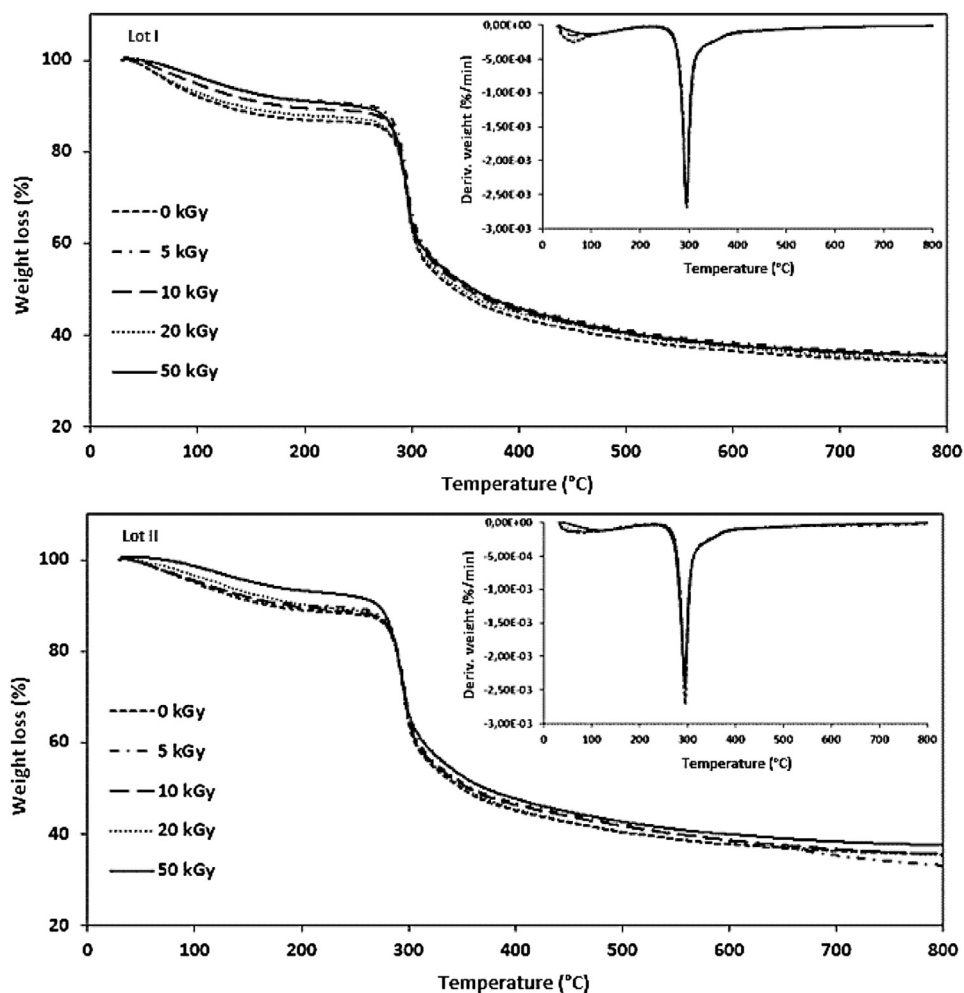 Lot I
Weight loss (%)
100
80
60
40
20
0 kGy
5 kGy
10 kGy
20 kGy
50 kGy
0 100 200 300 400 500 600 700 800
Temperature (°C)
Deriv. weight (%/min)
0,00E+00
-5,00E-04
-1,00E-03
-1,50E-03
-2,00E-03
-2,50E-03
-3,00E-03
0 100 200 300 400 500 600 700 800
Temperature (°C)
Lot II
Weight loss (%)
100
80
60
40
20
0 kGy
5 kGy
10 kGy
20 kGy
50 kGy
0 100 200 300 400 500 600 700 800
Temperature (°C)
Deriv. weight (%/min)
0,00E+00
-5,00E-04
-1,00E-03
-1,50E-03
-2,00E-03
-2,50E-03
-3,00E-03
0 100 200 300 400 500 600 700 800
Temperature (°C)